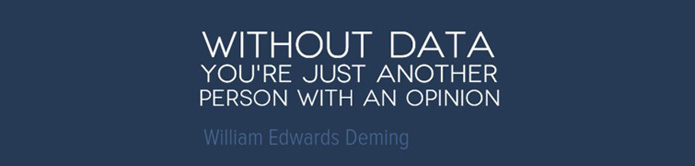 WITHOUT DATA
YOU'RE JUST ANOTHER
PERSON WITH AN OPINION
William Edwards Deming